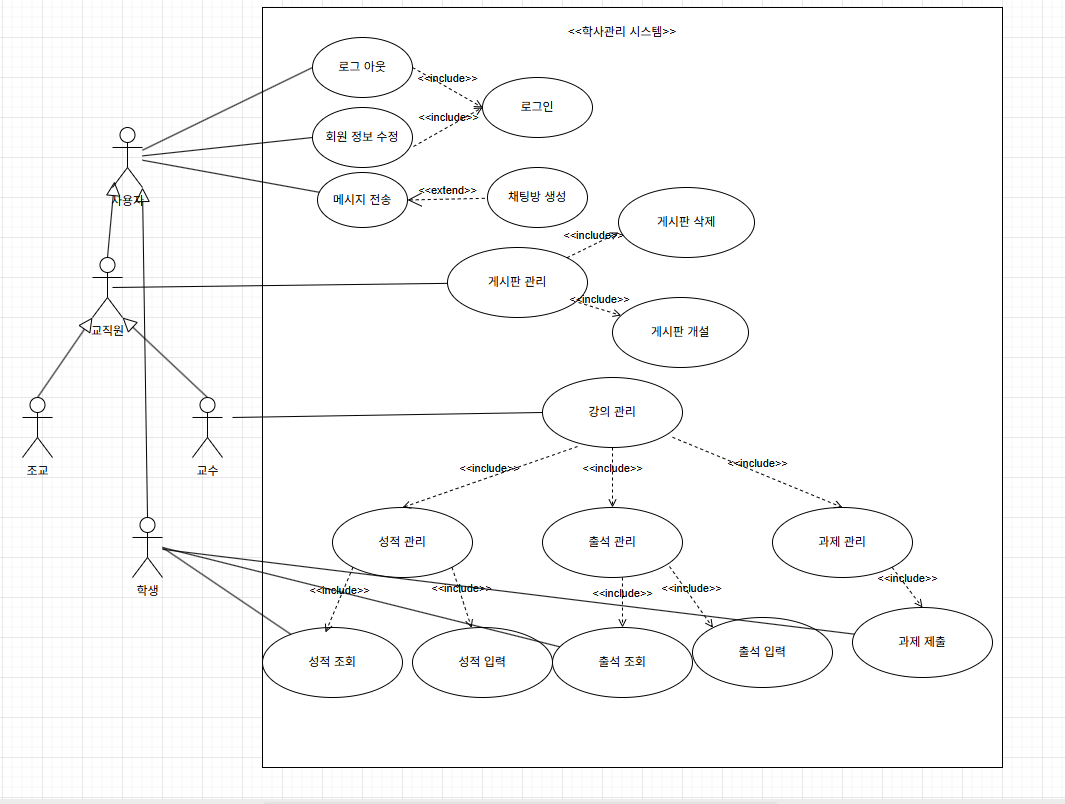 <<학사관리 시스템>>
로그 아웃
<<include>>
로그인
회원 정보 수정
<<include>>
사용자
메시지 전송
<<extend>>
채팅방 생성
게시판 삭제
<<include>>
게시판 관리
<<include>>
게시판 개설
교직원
강의 관리
조교
교수
<<include>>
<<include>>
<<include>>
성적 관리
출석 관리
과제 관리
학생
<<include>>
<<include>>
<<include>>
<<include>>
<<include>>
성적 조회
성적 입력
출석 조회
출석 입력
과제 제출